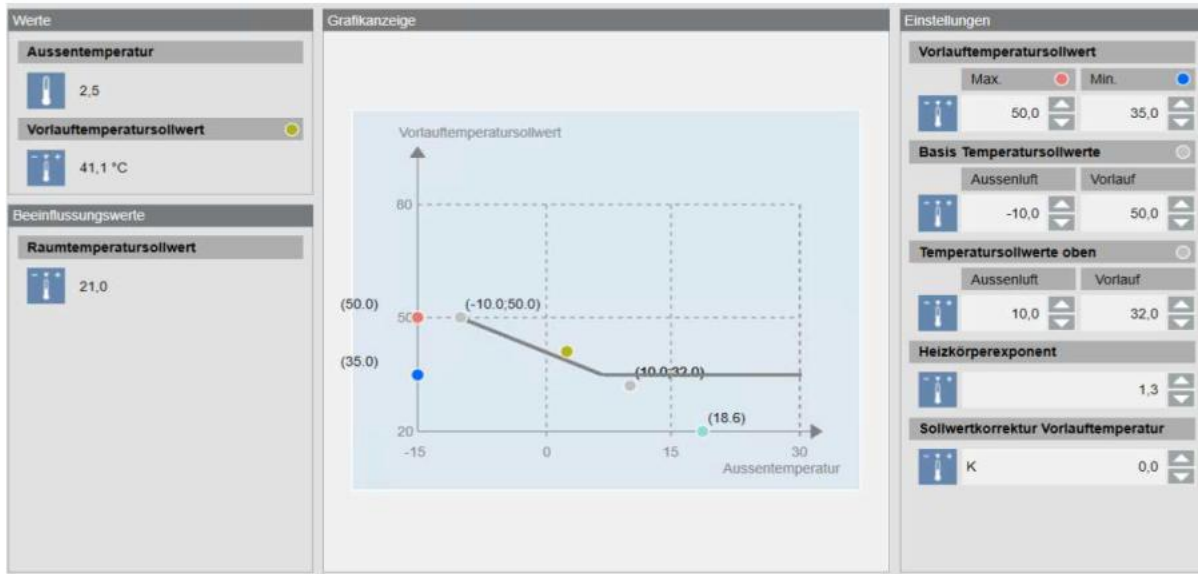 Werte
Aussentemperatur
2,5
Vorlauftemperatursollwert
41,1 °C
Beeinflussungswerte
Raumtemperatursollwert
21,0
Grafikanzeige
Vorlauftemperatursollwert
80
(50.0)
(-10.0;50.0)
50
(35.0)
(10.0;32.0)
(18.6)
20
-15
0
15
30
Aussentemperatur
Einstellungen
Vorlauftemperatursollwert
Max. Min.
50,0 35,0
Basis Temperatursollwerte
Aussenluft Vorlauf
-10,0 50,0
Temperatursollwerte oben
Aussenluft Vorlauf
10,0 32,0
Heizkörperexponent
1,3
Sollwertkorrektur Vorlauftemperatur
K 0,0